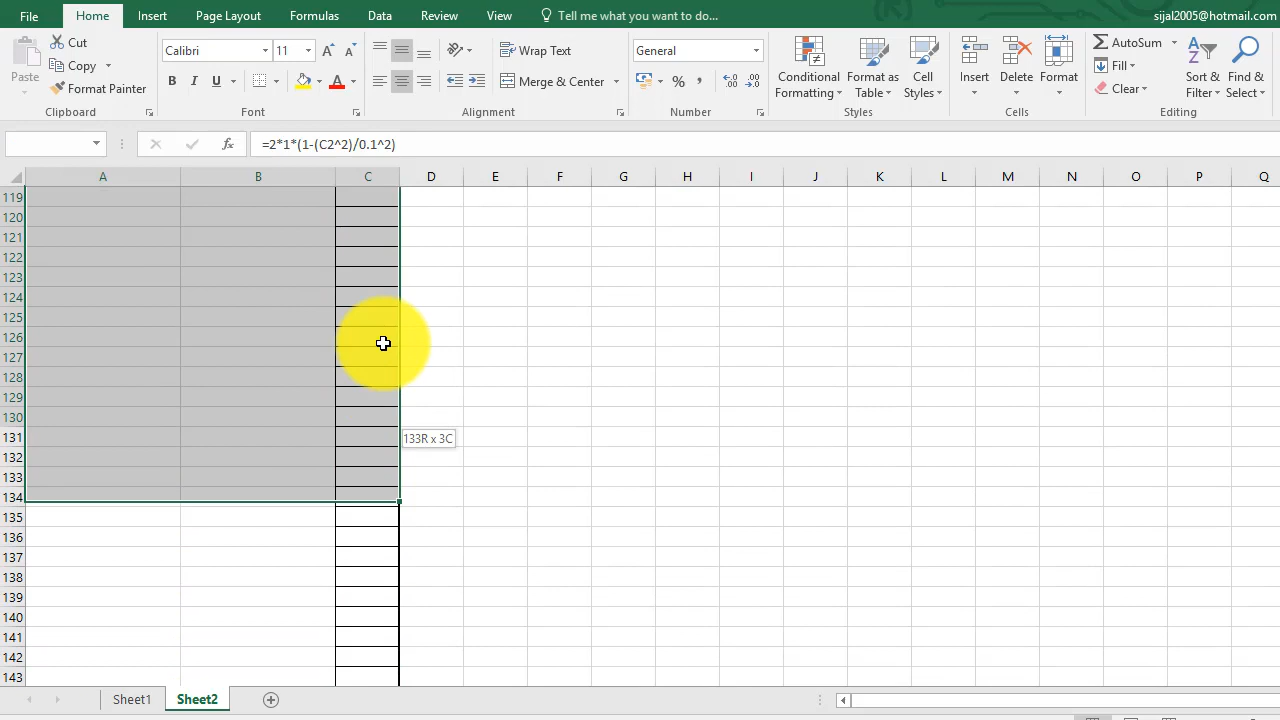 File Home Insert Page Layout Formulas Data Review View Tell me what you want to do... sijal2005@hotmail.com
Paste
Cut
Copy
Format Painter
Clipboard
Calibri 11
B I U
A A
A
Font
Wrap Text
Merge & Center
Alignment
General
% ,
Number
Conditional Formatting
Format as Table
Cell Styles
Styles
Insert
Delete
Format
Cells
AutoSum
Fill
Clear
Sort & Filter
Find & Select
Editing
fx =2*1*(1-(C2^2)/0.1^2)
A B C D E F G H I J K L M N O P Q
119
120
121
122
123
124
125
126
127
128
129
130
131
132
133
134
135
136
137
138
139
140
141
142
143
133R x 3C
Sheet1 Sheet2